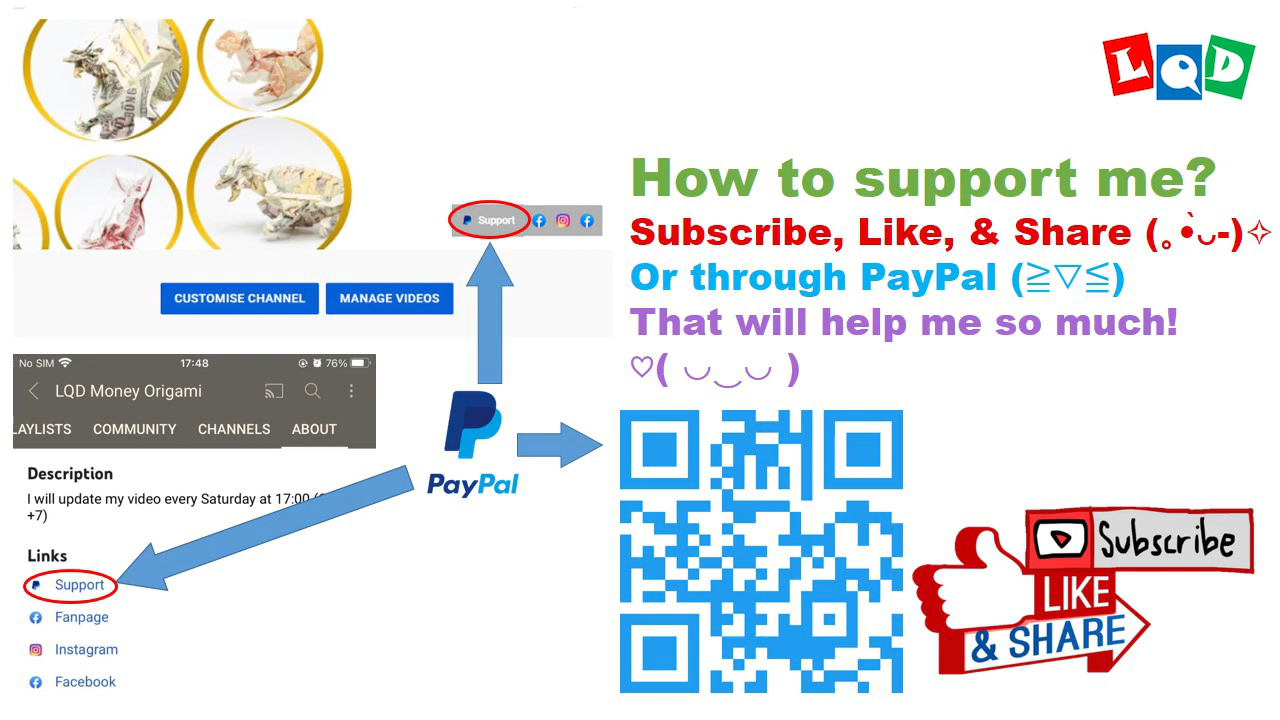 LQD
How to support me?
Subscribe, Like, & Share (｡•̀ᴗ-)✧
Or through PayPal (≧▽≦)
That will help me so much!
♡( ◡‿◡ )
Support
CUSTOMISE CHANNEL MANAGE VIDEOS
No SIM 17:48 76%
LQD Money Origami
LAYLISTS COMMUNITY CHANNELS ABOUT
Description
I will update my video every Saturday at 17:00
+7)
Links
Support
Fanpage
Instagram
Facebook
PayPal
Subscribe
LIKE
& SHARE